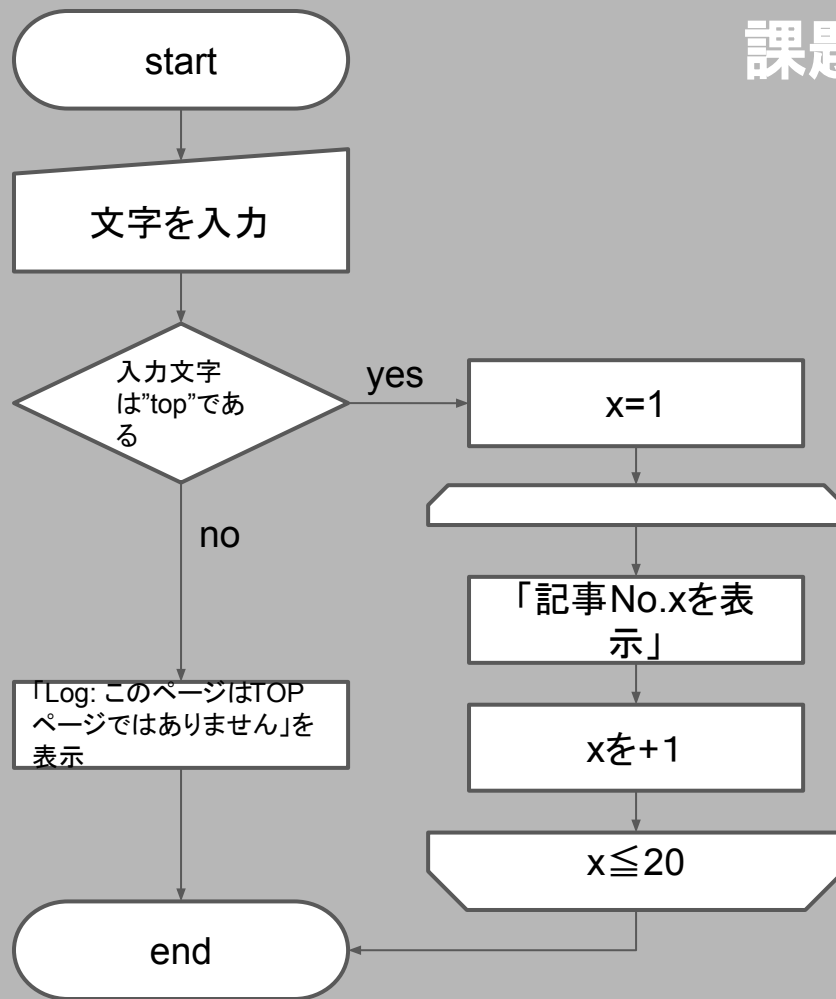 課題
start
文字を入力
入力文字
は”top”であ
る
yes
x=1
no
「記事No.xを表
示」
「Log: このページはTOP
ページではありません」を
表示
xを+１
x≦20
end